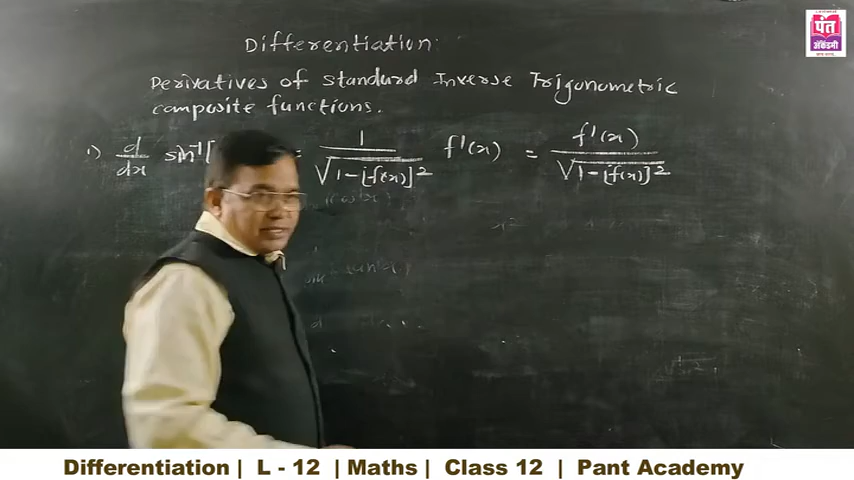 पंत
अ‍ॅकॅडमी
Differentiation:
Derivatives of standard Inverse Trigonometric
composite functions.
1) d/dx sin⁻¹[ = 1/√(1-[f(x)]²) f'(x) = f'(x)/√(1-[f(x)]²)
Differentiation | L - 12 | Maths | Class 12 | Pant Academy